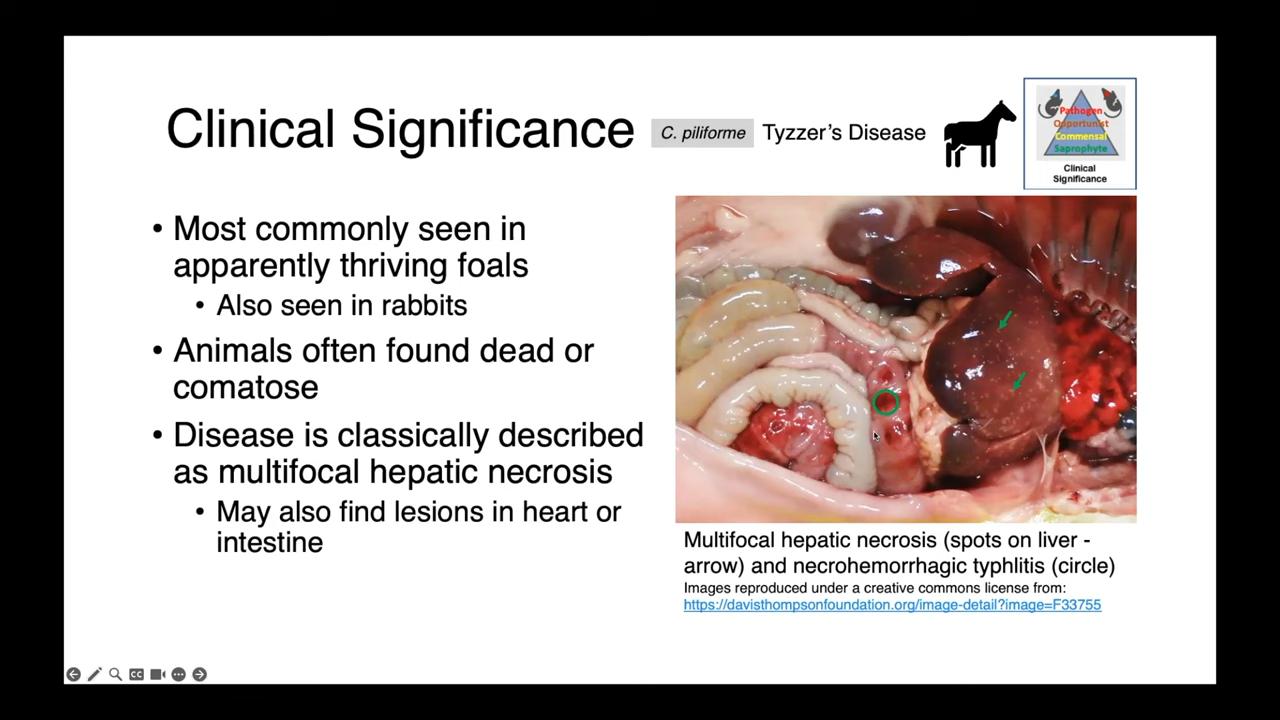 Clinical Significance
C. piliforme
Tyzzer's Disease
Pathogen
Opportunist
Commensal
Saprophyte
Clinical
Significance
• Most commonly seen in
apparently thriving foals
• Also seen in rabbits
• Animals often found dead or
comatose
• Disease is classically described
as multifocal hepatic necrosis
• May also find lesions in heart or
intestine
Multifocal hepatic necrosis (spots on liver -
arrow) and necrohemorrhagic typhlitis (circle)
Images reproduced under a creative commons license from:
https://davisthompsonfoundation.org/image-detail?image=F33755
CC